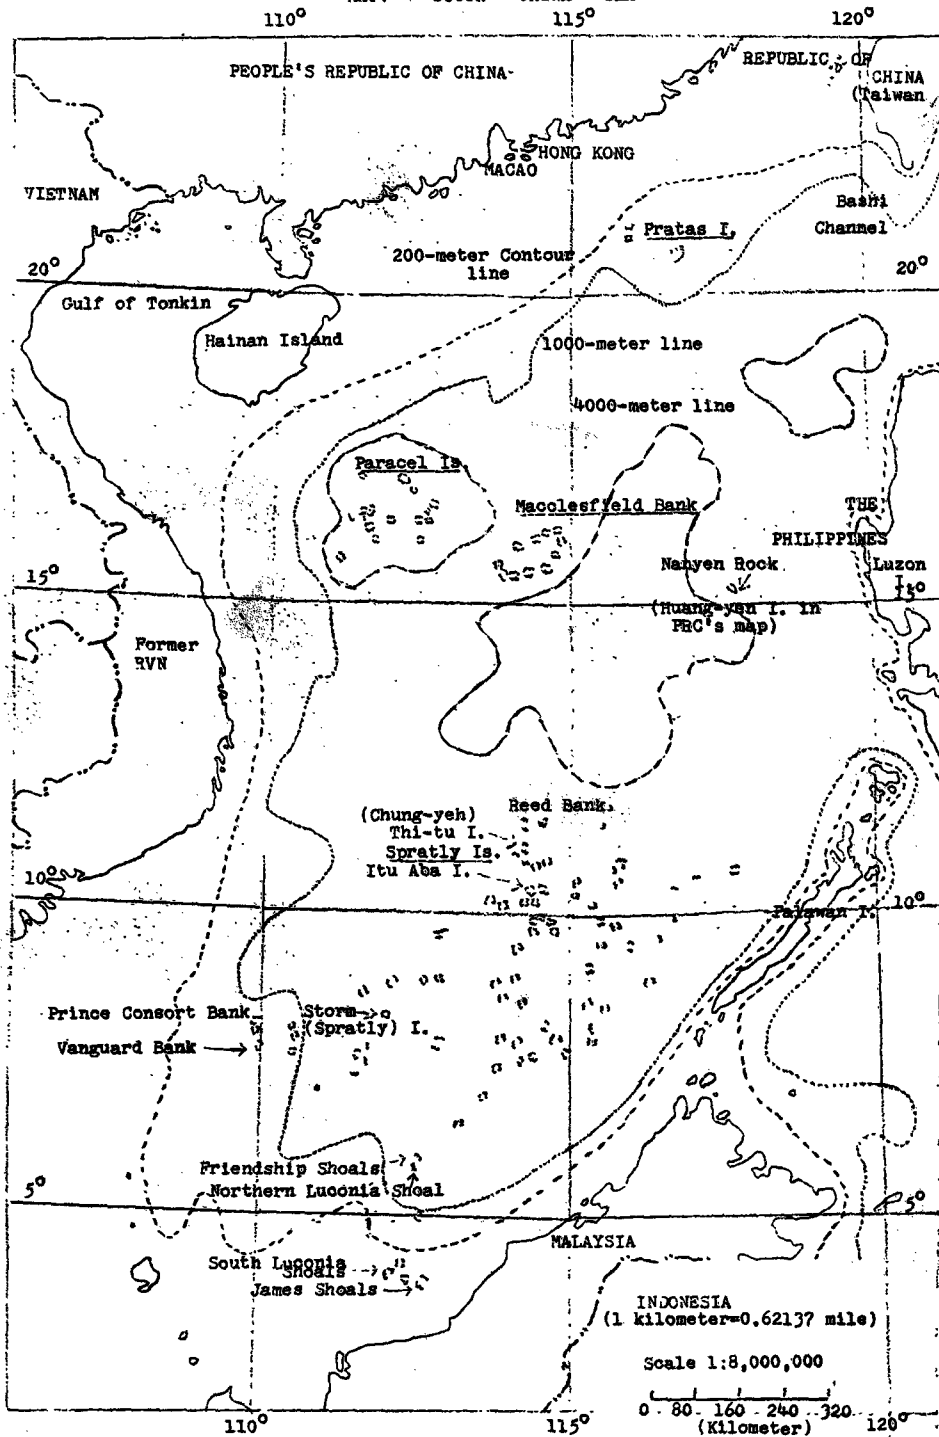 110°
115°
120°
PEOPLE'S REPUBLIC OF CHINA
REPUBLIC OF
CHINA
(Taiwan
HONG KONG
MACAO
VIETNAM
Bashi
Channel
Pratas I.
200-meter Contour
line
20°
20°
Gulf of Tonkin
Hainan Island
1000-meter line
4000-meter line
Paracel Is.
Macclesfield Bank
THE
PHILIPPINES
Nanyen Rock
Luzon
I.
15°
15°
(Huang-yen I. in
PRC's map)
Former
RVN
Reed Bank
(Chung-yeh)
Thi-tu I.
Spratly Is.
Itu Aba I.
10°
10°
Palawan I.
Prince Consort Bank
Storm
(Spratly) I.
Vanguard Bank
Friendship Shoals
Northern Luconia Shoal
5°
5°
MALAYSIA
South Luconia
Shoals
James Shoals
INDONESIA
(1 kilometer=0.62137 mile)
Scale 1:8,000,000
0 80 160 240 320
(Kilometer)
110°
115°
120°